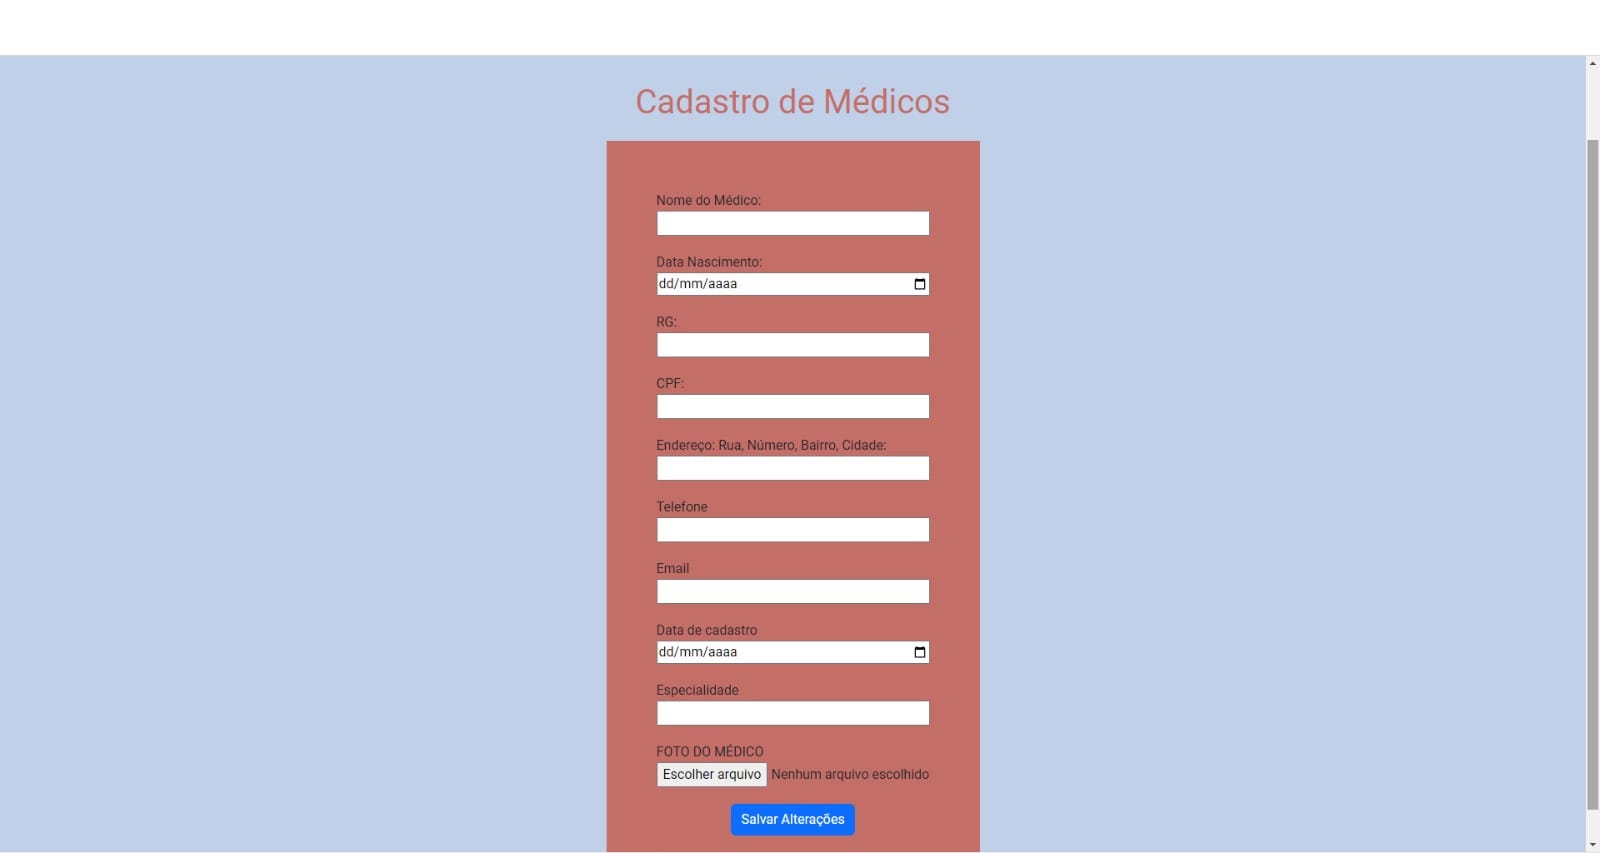 Cadastro de Médicos
Nome do Médico:
Data Nascimento:
dd/mm/aaaa
RG:
CPF:
Endereço: Rua, Número, Bairro, Cidade:
Telefone
Email
Data de cadastro
dd/mm/aaaa
Especialidade
FOTO DO MÉDICO
Escolher arquivo Nenhum arquivo escolhido
Salvar Alterações